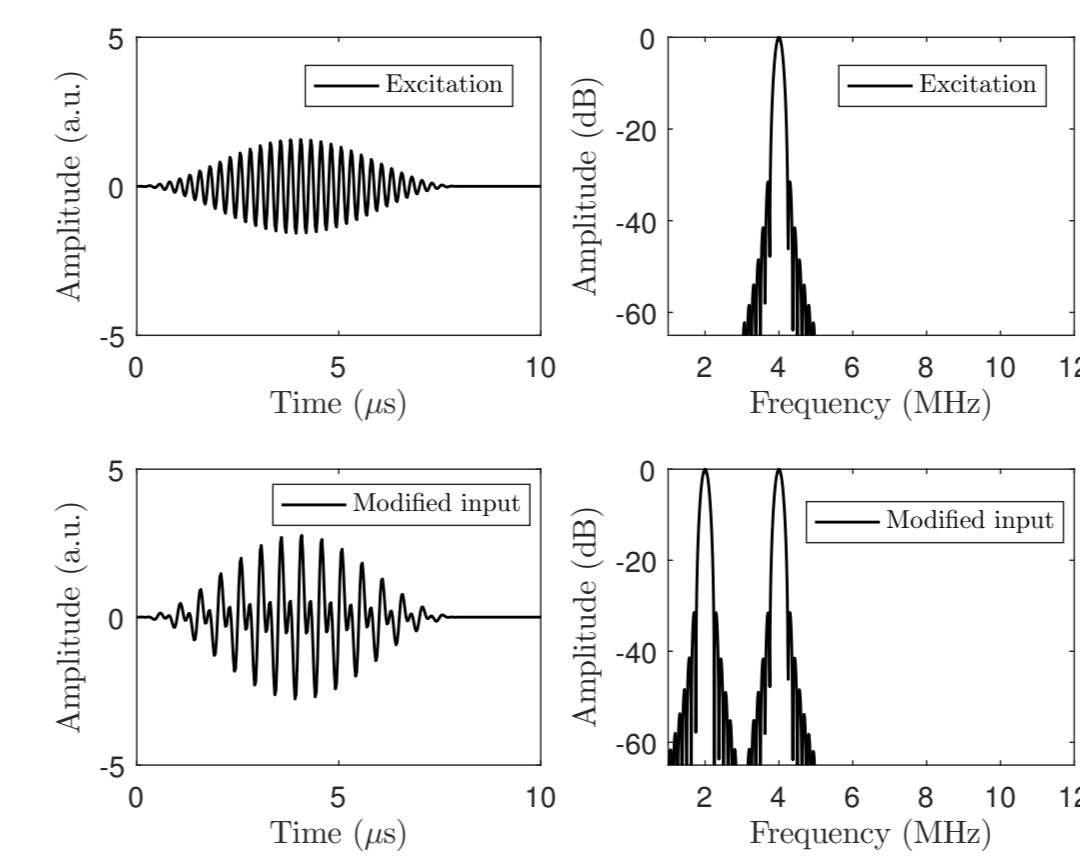 5
0
-5
0
5
10
Amplitude (a.u.)
Time (μs)
Excitation
0
-20
-40
-60
2
4
6
8
10
12
Amplitude (dB)
Frequency (MHz)
Excitation
5
0
-5
0
5
10
Amplitude (a.u.)
Time (μs)
Modified input
0
-20
-40
-60
2
4
6
8
10
12
Amplitude (dB)
Frequency (MHz)
Modified input